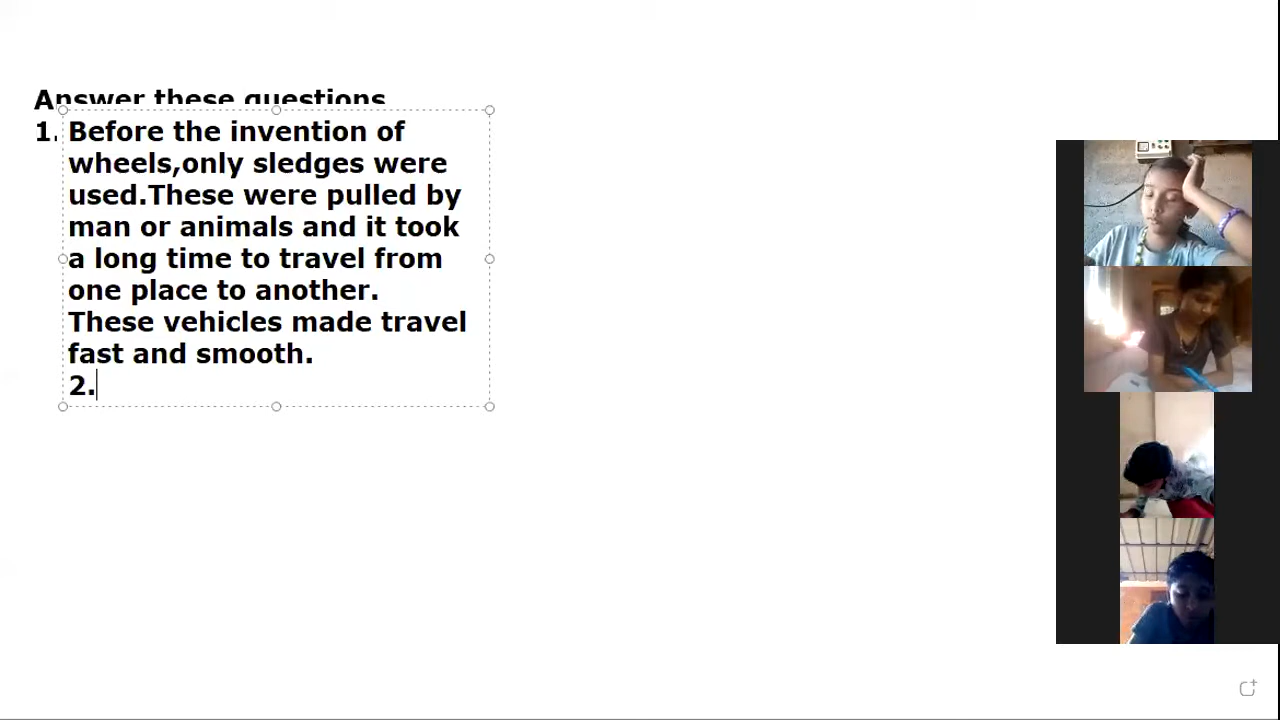 Answer these questions
1. Before the invention of
wheels,only sledges were
used.These were pulled by
man or animals and it took
a long time to travel from
one place to another.
These vehicles made travel
fast and smooth.
2.